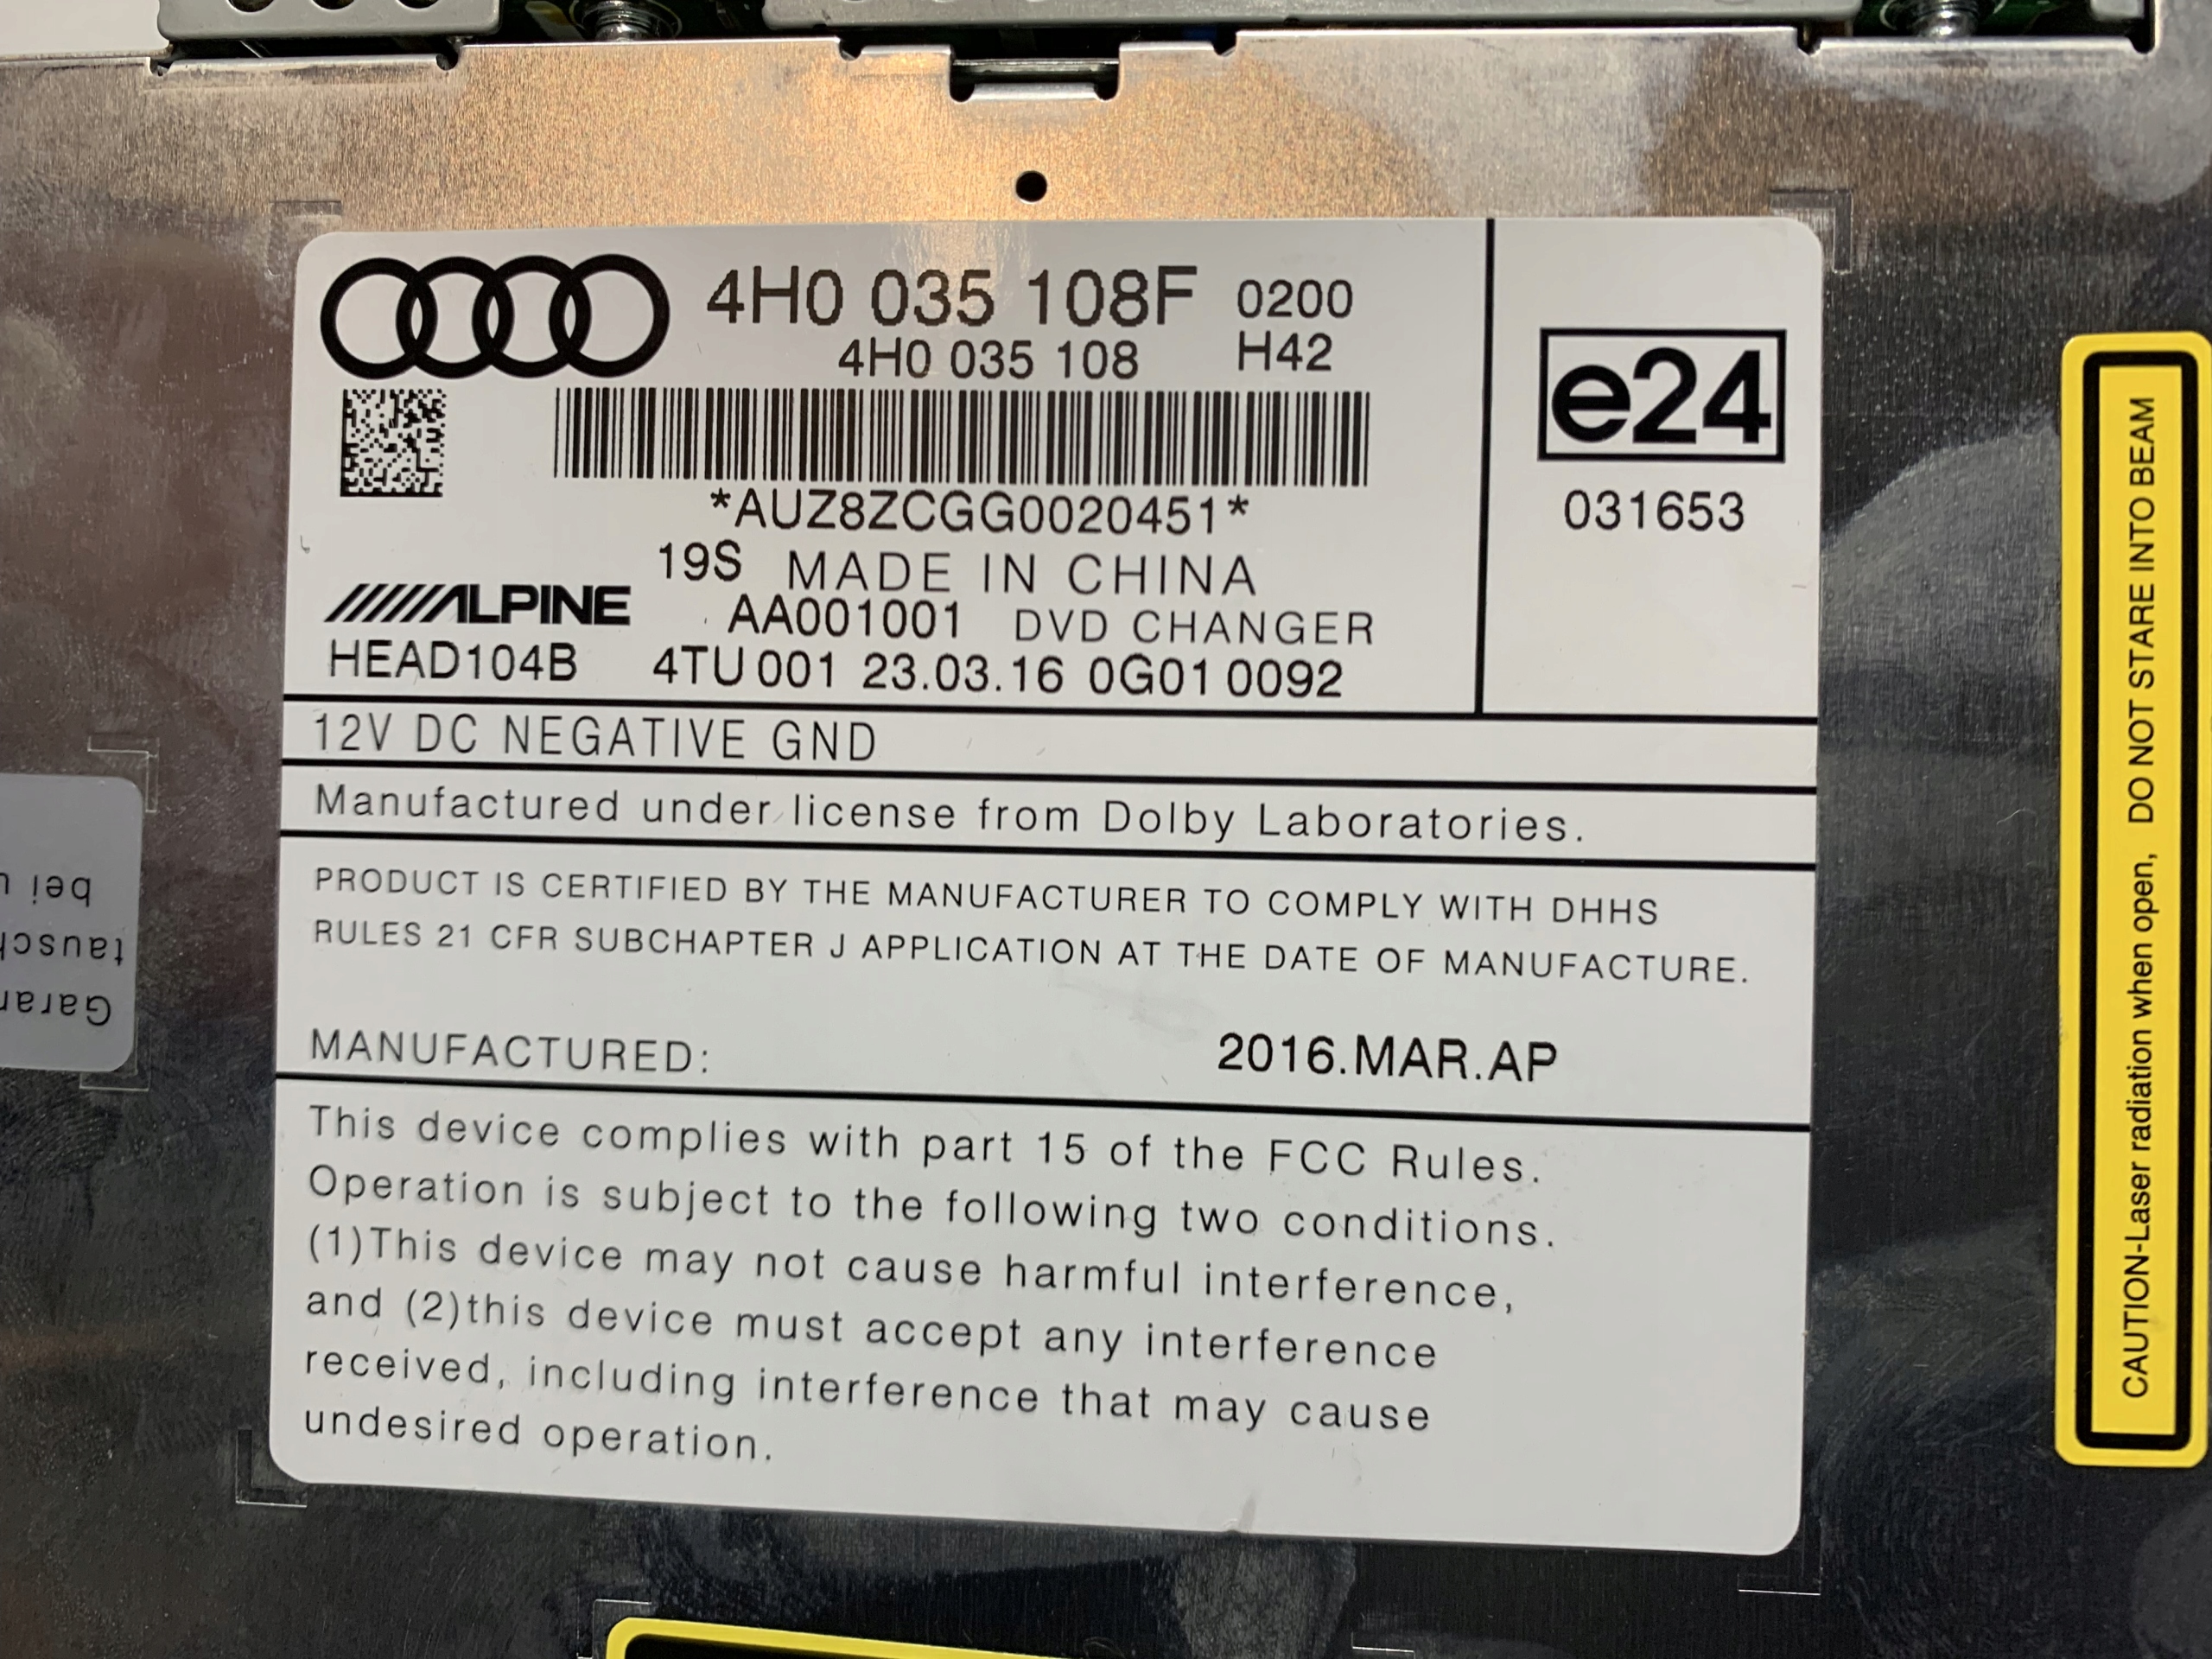 4H0 035 108F 0200
4H0 035 108 H42
*AUZ8ZCGG0020451*
19S MADE IN CHINA
ALPINE AA001001 DVD CHANGER
HEAD104B 4TU 001 23.03.16 0G01 0092
e24
031653
12V DC NEGATIVE GND
Manufactured under license from Dolby Laboratories.
PRODUCT IS CERTIFIED BY THE MANUFACTURER TO COMPLY WITH DHHS
RULES 21 CFR SUBCHAPTER J APPLICATION AT THE DATE OF MANUFACTURE.
MANUFACTURED: 2016.MAR.AP
This device complies with part 15 of the FCC Rules.
Operation is subject to the following two conditions.
(1)This device may not cause harmful interference,
and (2)this device must accept any interference
received, including interference that may cause
undesired operation.
CAUTION-Laser radiation when open, DO NOT STARE INTO BEAM
bei